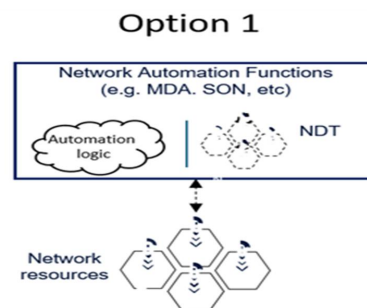 Option 1
Network Automation Functions
(e.g. MDA. SON, etc)
Automation
logic
NDT
Network
resources